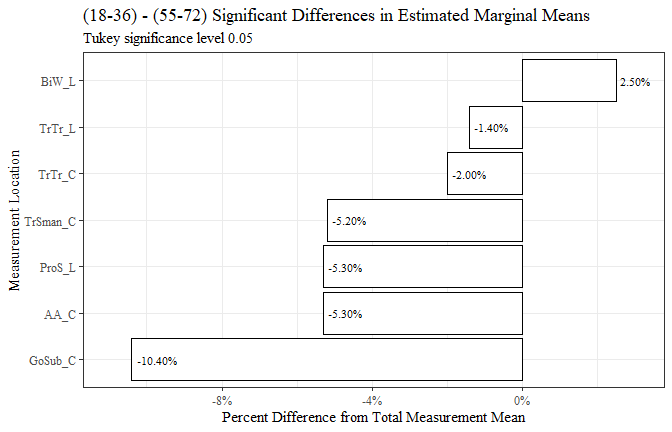 (18-36) - (55-72) Significant Differences in Estimated Marginal Means
Tukey significance level 0.05
Measurement Location
BiW_L
2.50%
TrTr_L
-1.40%
TrTr_C
-2.00%
TrSman_C
-5.20%
ProS_L
-5.30%
AA_C
-5.30%
GoSub_C
-10.40%
-8%
-4%
0%
Percent Difference from Total Measurement Mean